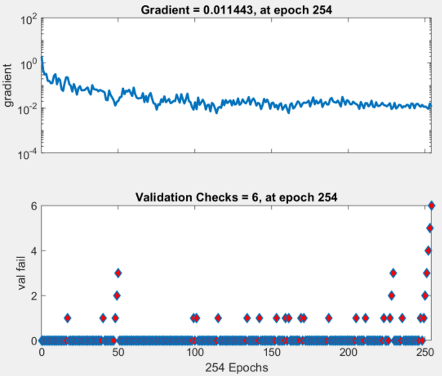 Gradient = 0.011443, at epoch 254
10^2
10^0
10^-2
10^-4
gradient
Validation Checks = 6, at epoch 254
6
4
2
0
val fail
0 50 100 150 200 250
254 Epochs